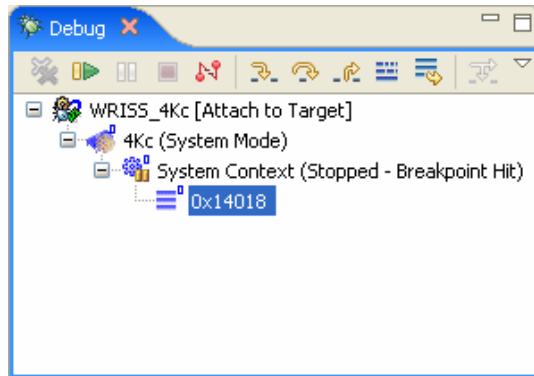 Debug
WRISS_4Kc [Attach to Target]
4Kc (System Mode)
System Context (Stopped - Breakpoint Hit)
0x14018